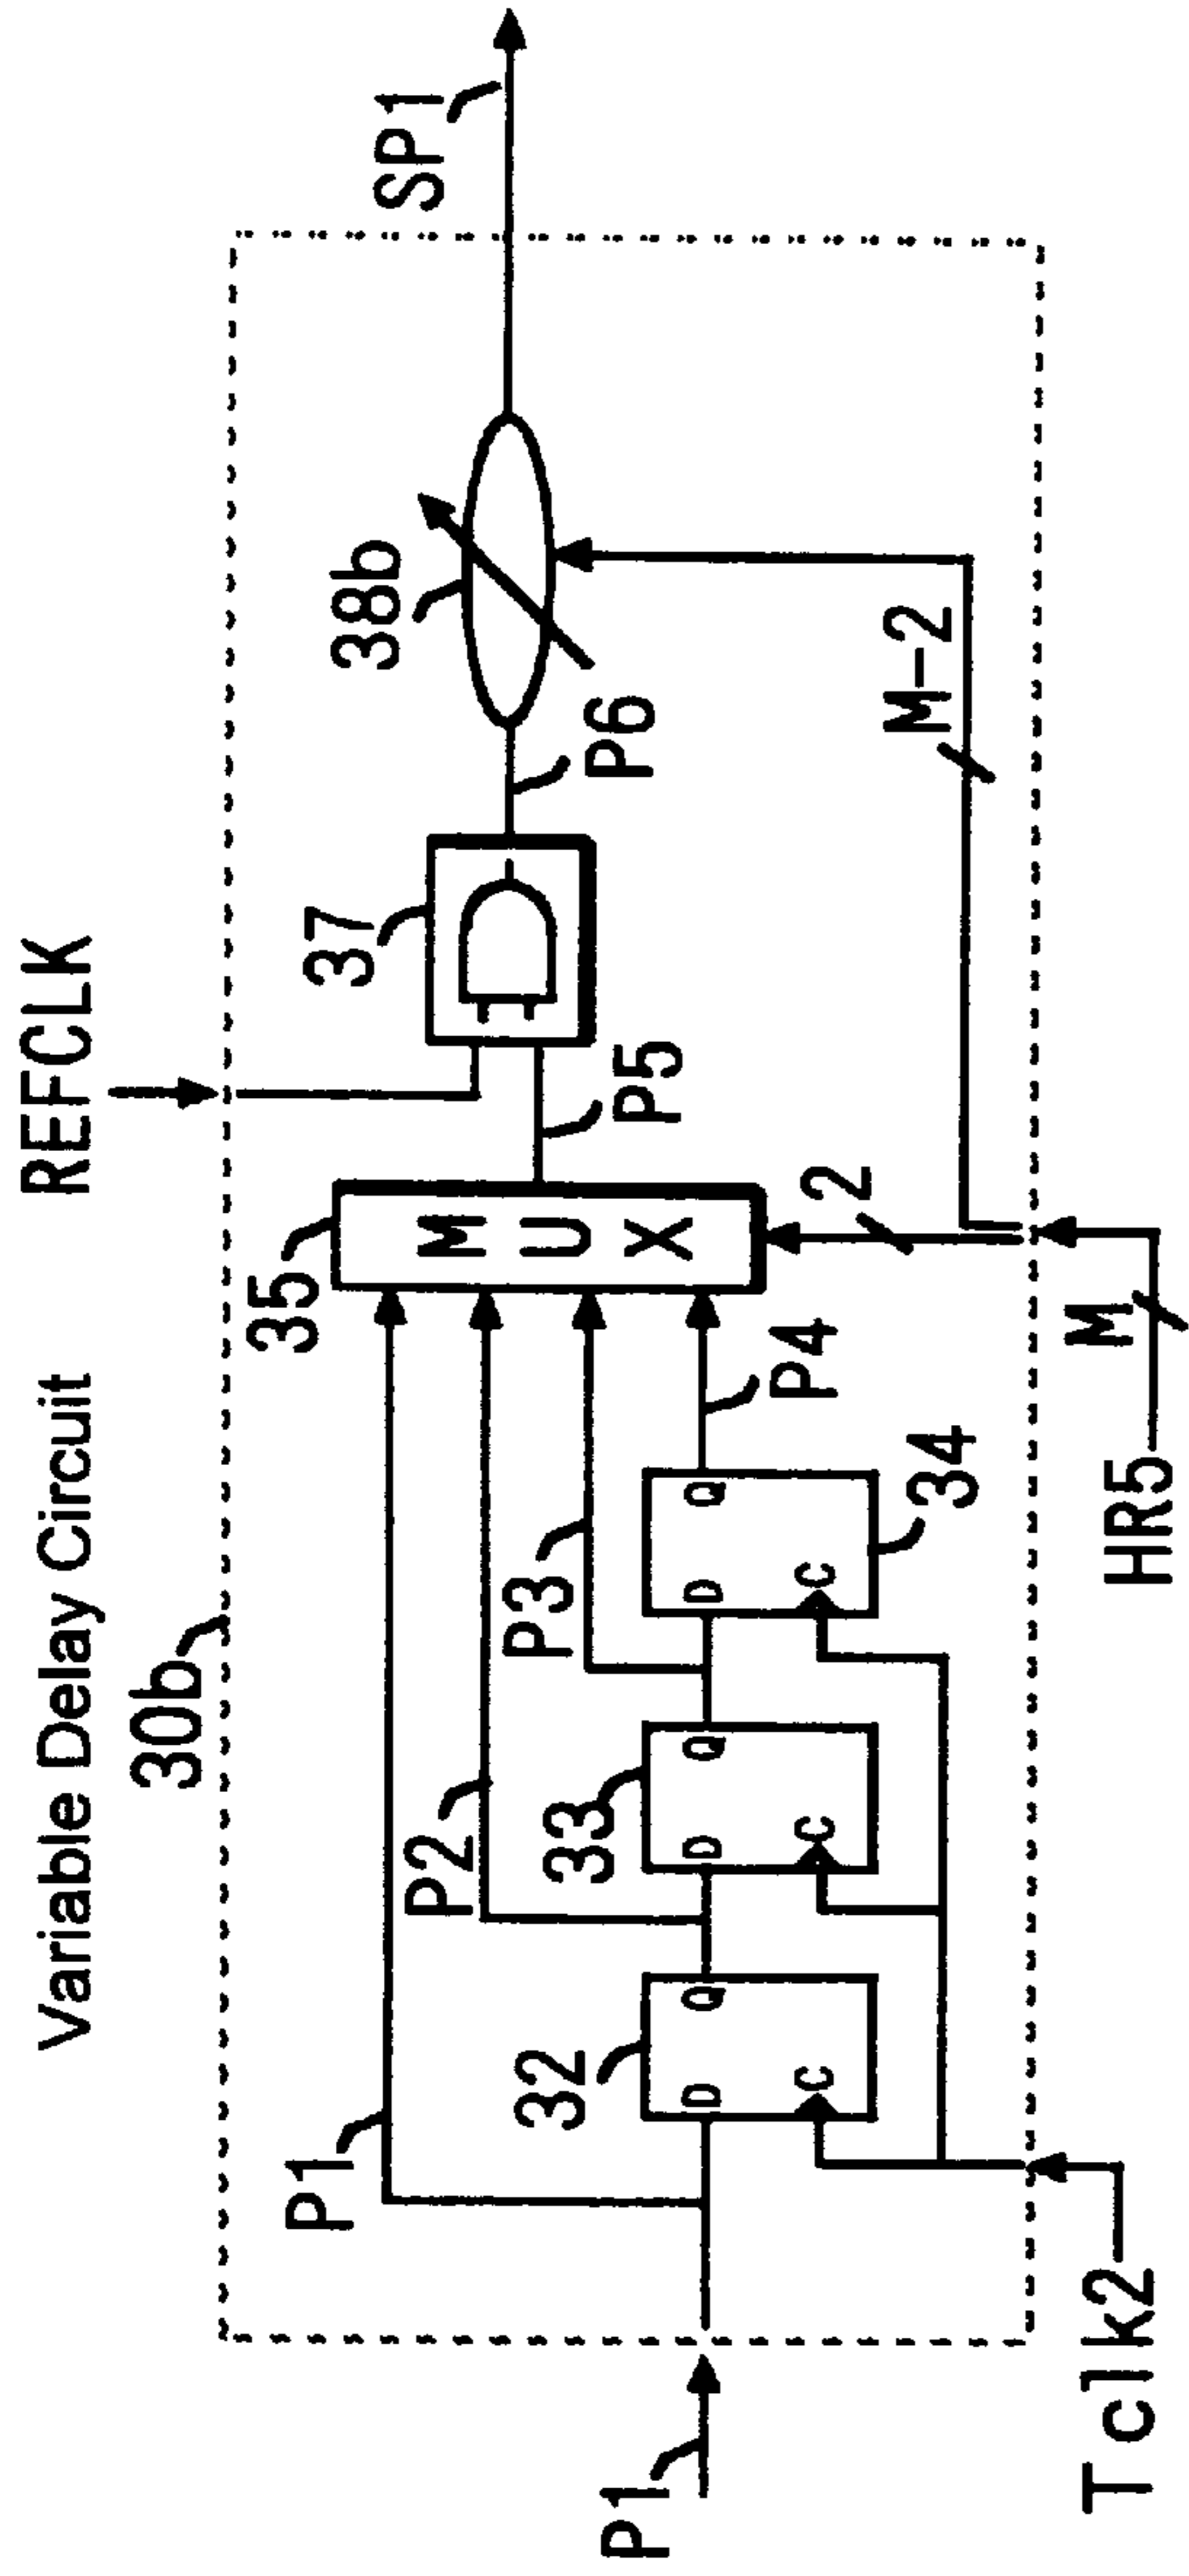 Variable Delay Circuit
30b
REFCLK
P1
P1
P2
P3
P4
32
D
Q
C
33
D
Q
C
34
D
Q
C
35
MUX
P5
37
P6
38b
SP1
2
M-2
M
HR5
Tclk2